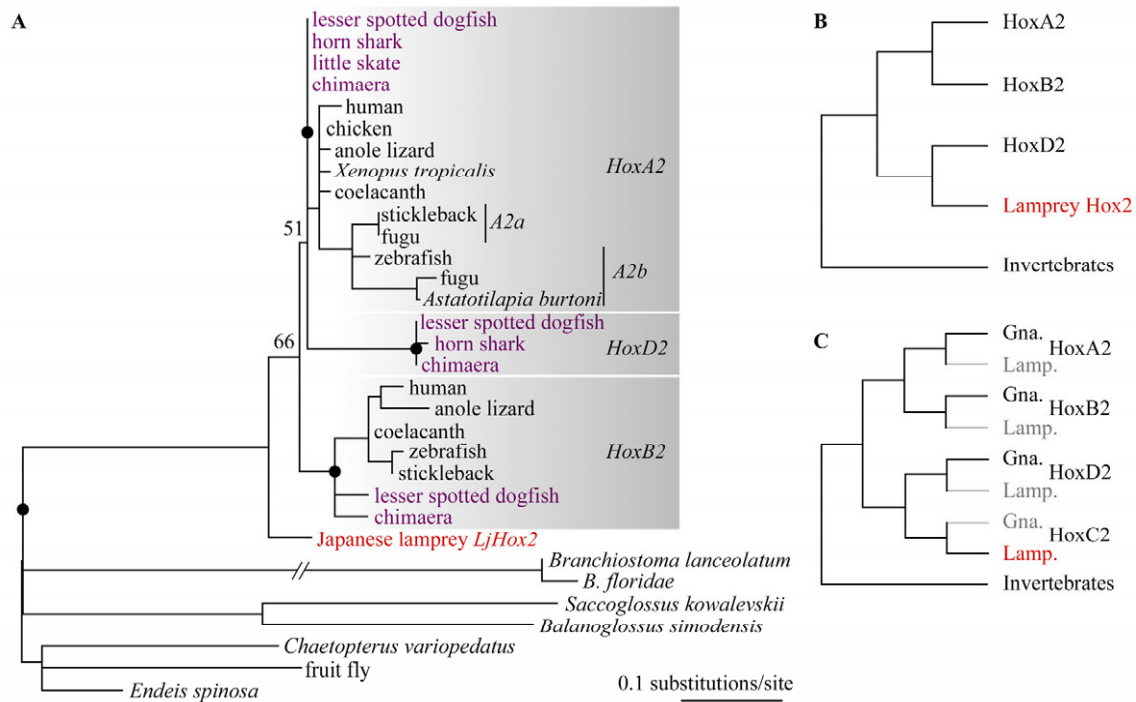 A
lesser spotted dogfish
horn shark
little skate
chimaera
human
chicken
anole lizard
Xenopus tropicalis
coelacanth
HoxA2
stickleback
fugu
A2a
zebrafish
fugu
Astatotilapia burtoni
A2b
51
lesser spotted dogfish
horn shark
chimaera
HoxD2
66
human
anole lizard
coelacanth
zebrafish
stickleback
HoxB2
lesser spotted dogfish
chimaera
Japanese lamprey LjHox2
Branchiostoma lanceolatum
B. floridae
Saccoglossus kowalevskii
Balanoglossus simodensis
Chaetopterus variopedatus
fruit fly
Endeis spinosa
0.1 substitutions/site
B
HoxA2
HoxB2
HoxD2
Lamprey Hox2
Invertebrates
C
Gna.
HoxA2
Lamp.
Gna.
HoxB2
Lamp.
Gna.
HoxD2
Lamp.
Gna.
HoxC2
Lamp.
Invertebrates